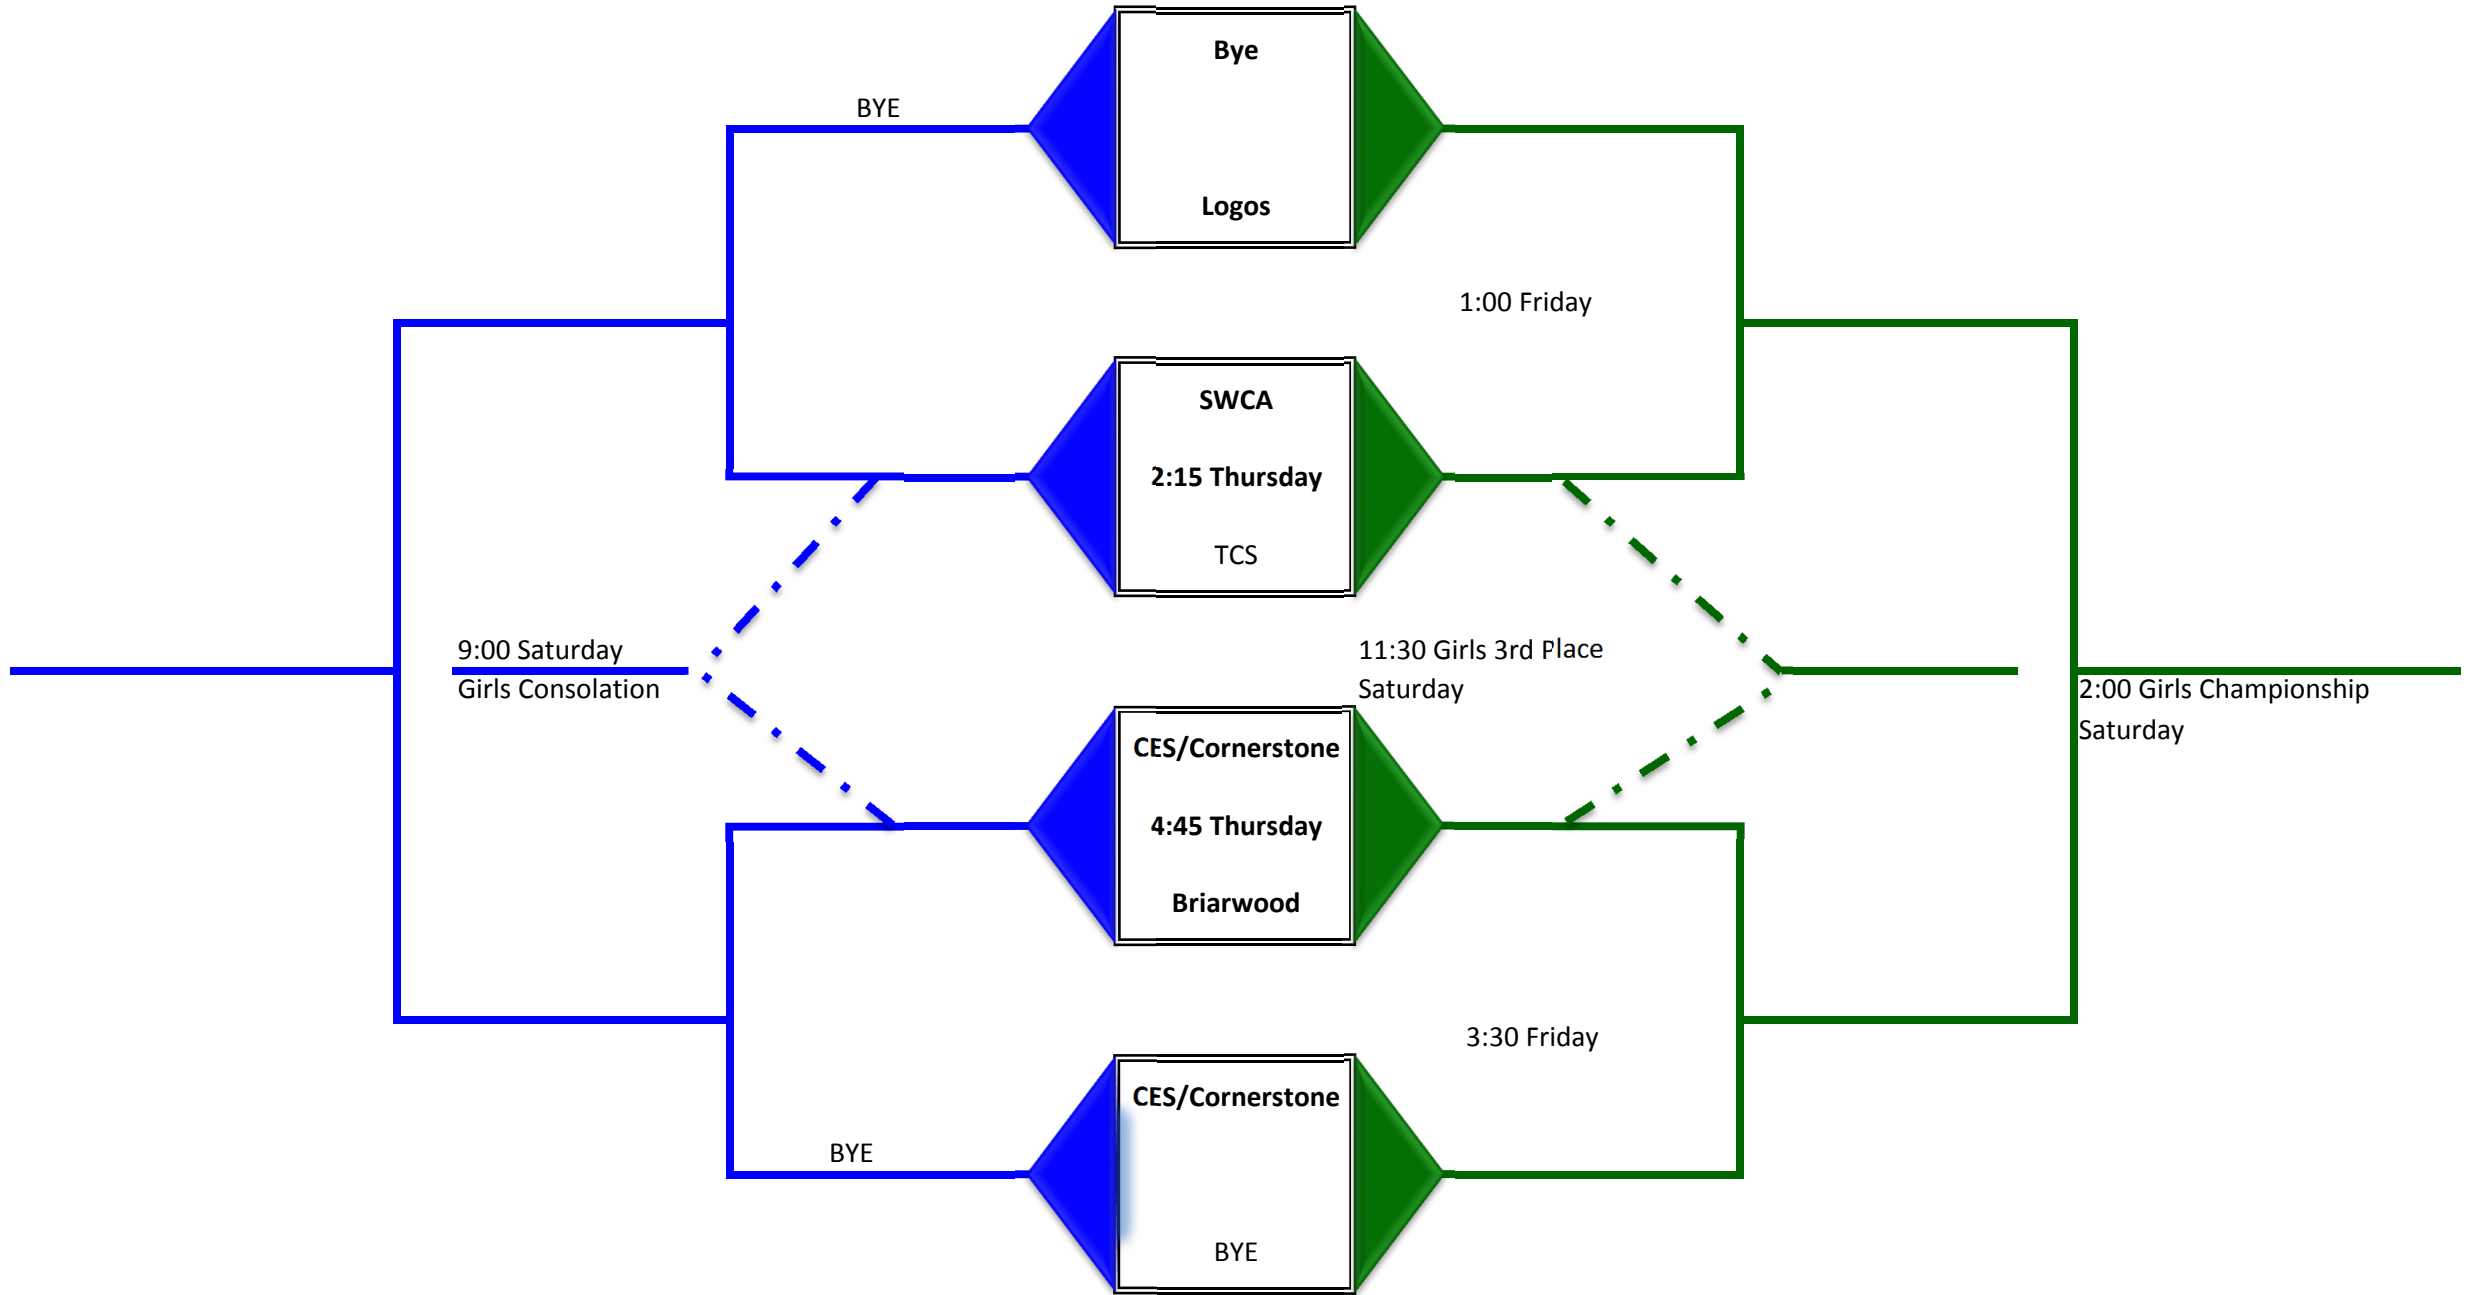 Bye
BYE
Logos
1:00 Friday
SWCA
2:15 Thursday
TCS
9:00 Saturday
Girls Consolation
11:30 Girls 3rd Place
Saturday
2:00 Girls Championship
Saturday
CES/Cornerstone
4:45 Thursday
Briarwood
3:30 Friday
CES/Cornerstone
BYE
BYE